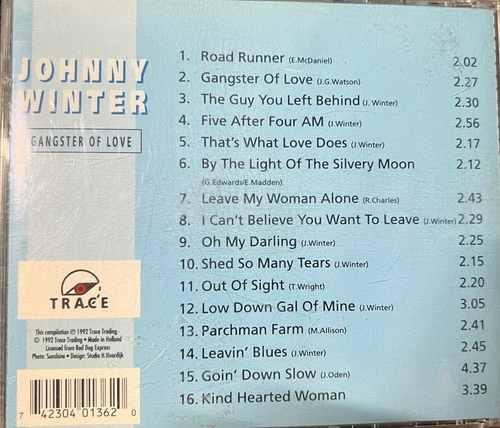 JOHNNY
WINTER
GANGSTER OF LOVE
1. Road Runner (E.McDaniel) 2.02
2. Gangster Of Love (J.G.Watson) 2.27
3. The Guy You Left Behind (J. Winter) 2.30
4. Five After Four AM (J.Winter) 2.56
5. That's What Love Does (J.Winter) 2.17
6. By The Light Of The Silvery Moon 2.12
(G.Edwards/E.Madden)
7. Leave My Woman Alone (R.Charles) 2.43
8. I Can't Believe You Want To Leave (J.Winter) 2.29
9. Oh My Darling (J.Winter) 2.25
10. Shed So Many Tears (J.Winter) 2.15
11. Out Of Sight (T.Wright) 2.20
12. Low Down Gal Of Mine (J.Winter) 3.05
13. Parchman Farm (M.Allison) 2.41
14. Leavin' Blues (J.Winter) 2.45
15. Goin' Down Slow (J.Oden) 4.37
16. Kind Hearted Woman 3.39
TRACE
This compilation ℗ 1992 Trace Trading
© 1992 Trace Trading • Made in Holland
Licensed from Red Dog Express
Photo: Sunshine • Design: Studio H.Hvardijk
7 42304 01362 0